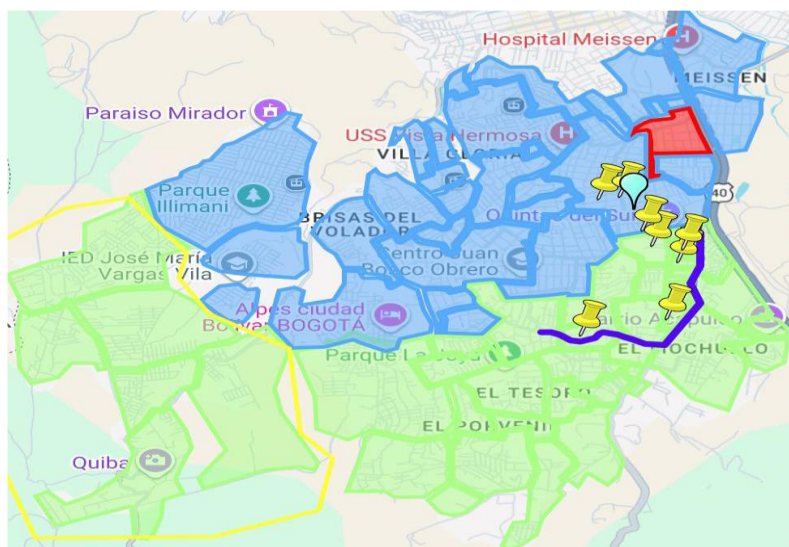 Hospital Meissen
MEISSEN
Paraiso Mirador
USS Vista Hermosa
VILLA GLORIA
Parque
Illimani
40
BRISAS DEL
VOLADOR
IED José María
Vargas Vila
Centro Juan
Bosco Obrero
Alpes ciudad
BOGOTÁ
EL MOCHUELO
Parque La Joya
EL TESORO
EL PORVENIR
Quiba